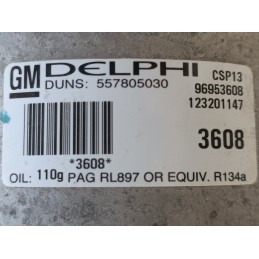 GM DELPHI CSP13
DUNS: 557805030 96953608
123201147
3608
*3608*
OIL: 110g PAG RL897 OR EQUIV. R134a